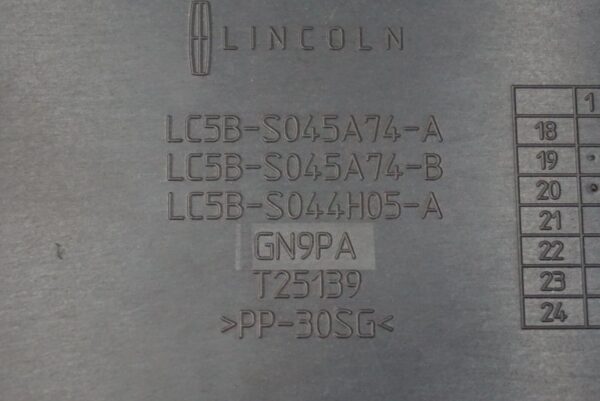 LINCOLN
LC5B-S045A74-A
LC5B-S045A74-B
LC5B-S044H05-A
GN9PA
T25139
>PP-30SG<
1
18
19
20
21
22
23
24